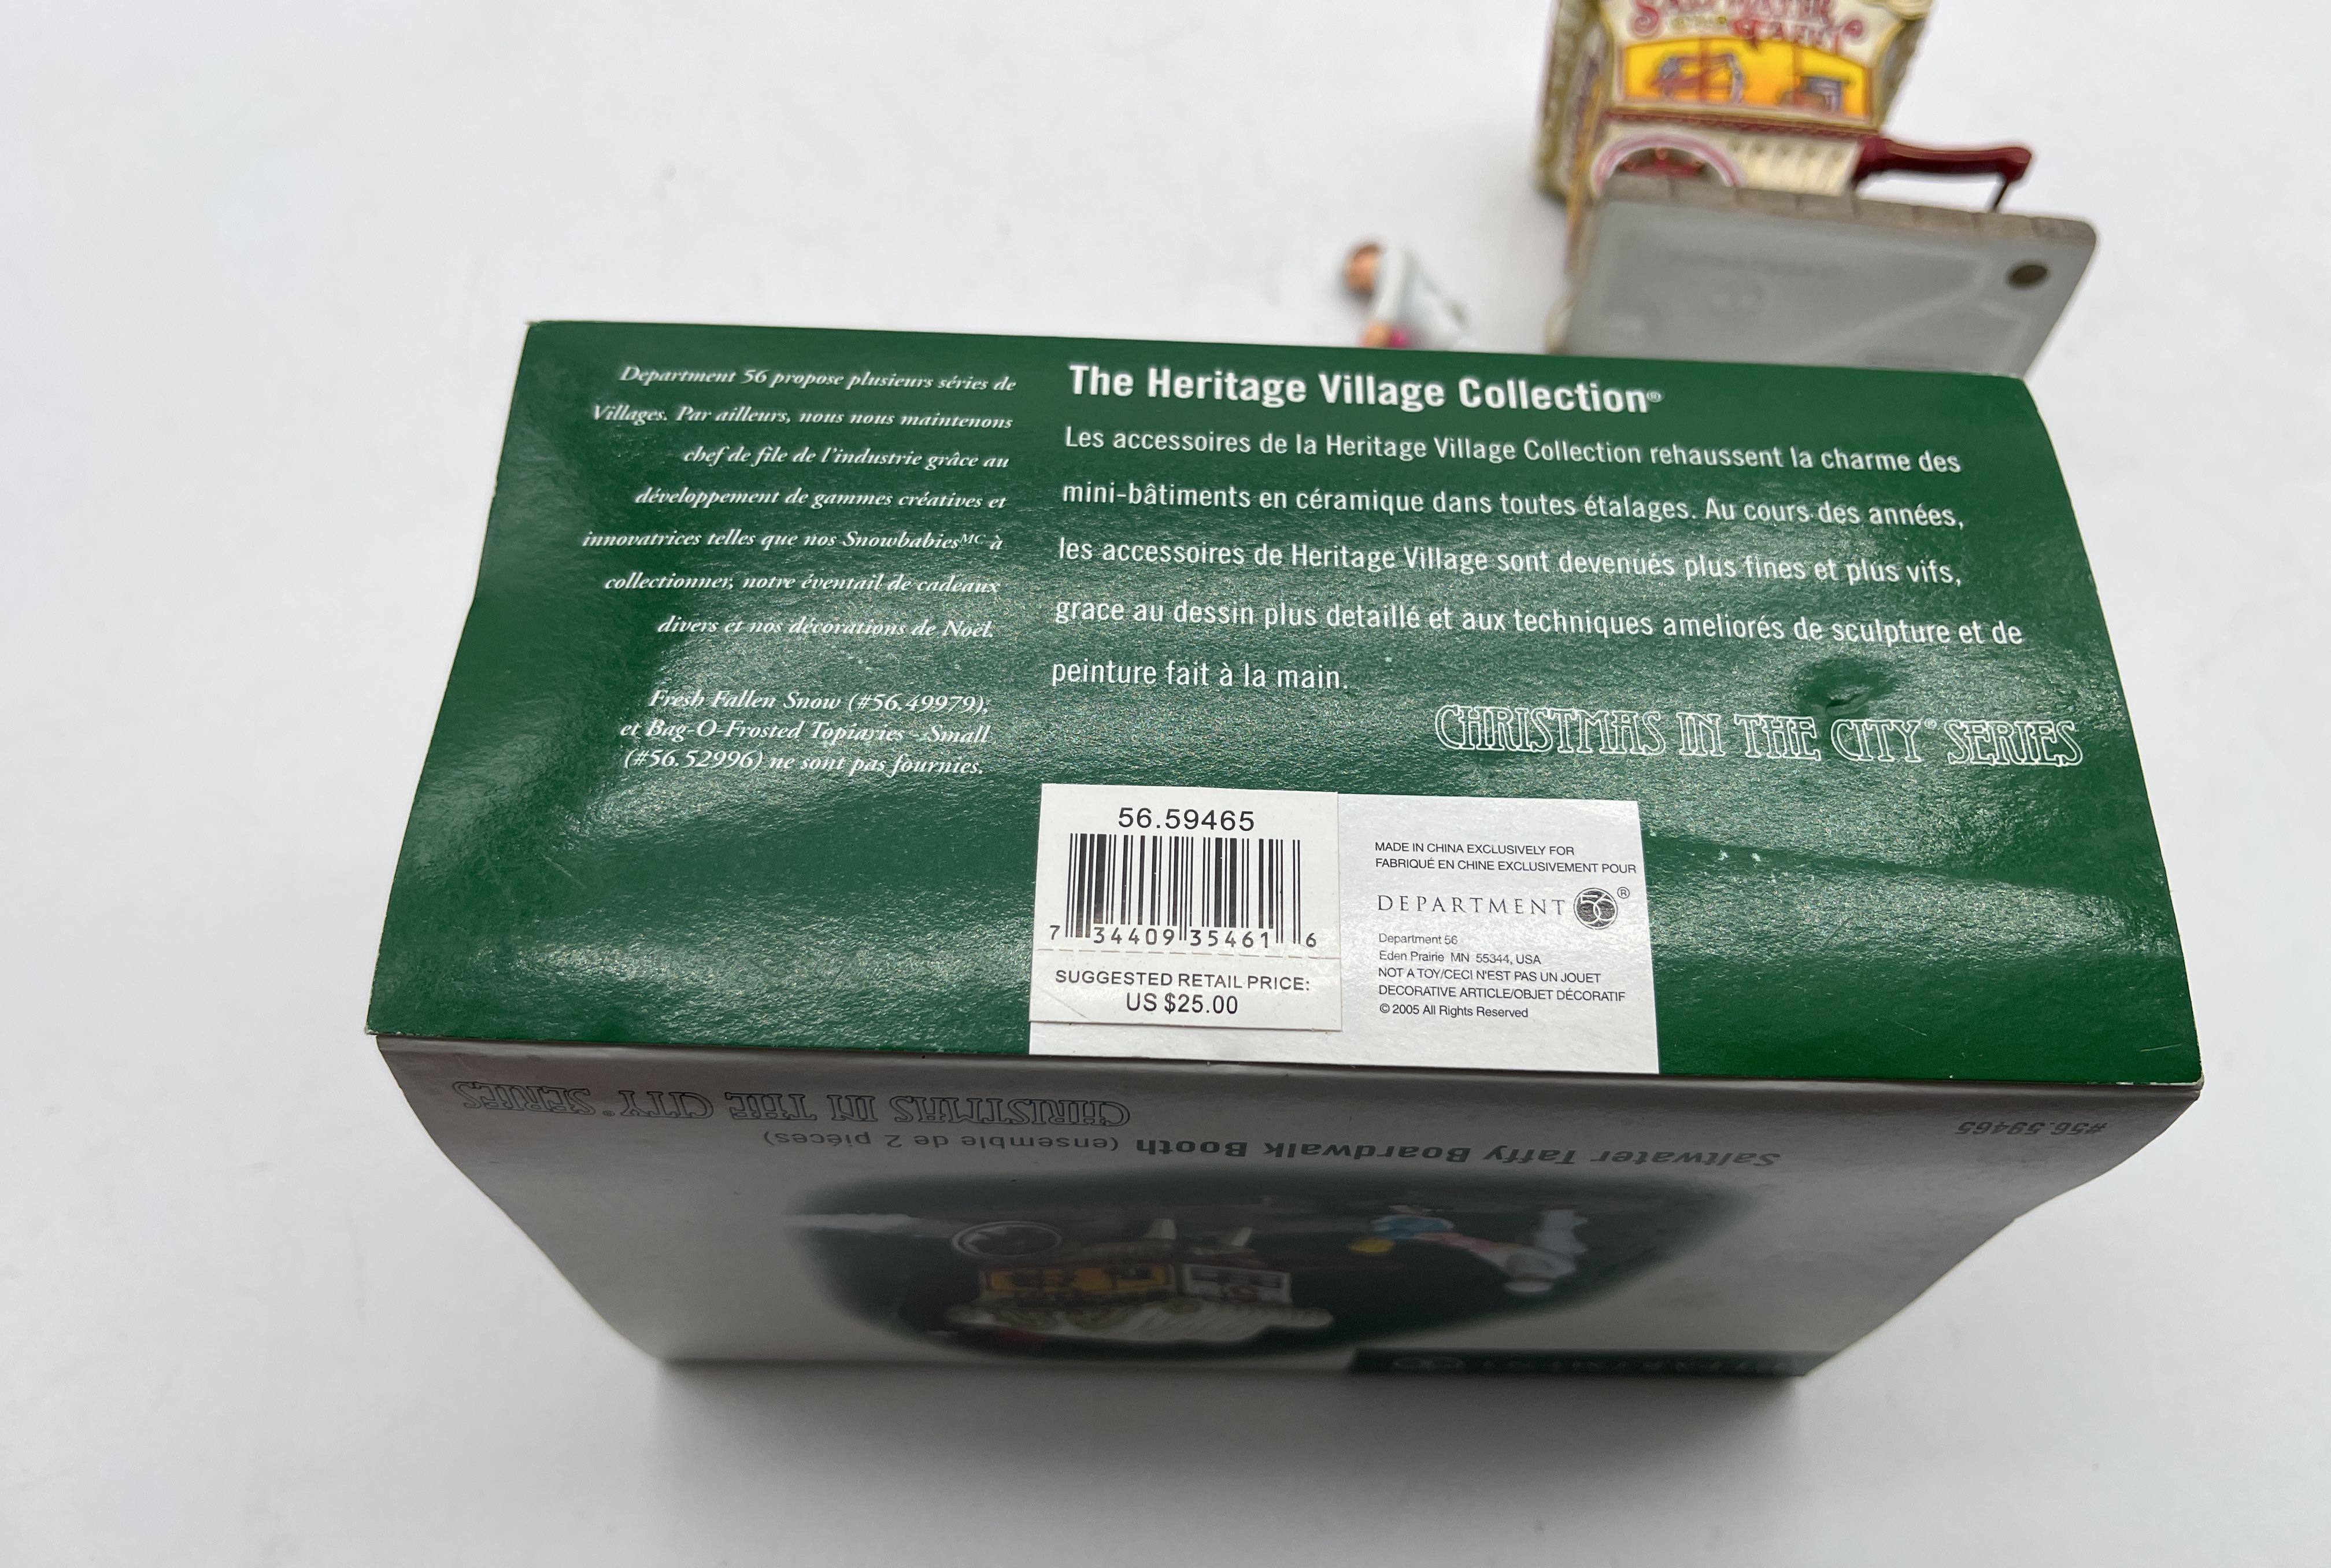 SALTWATER
TAFFY
Department 56 propose plusieurs séries de
Villages. Par ailleurs, nous nous maintenons
chef de file de l'industrie grâce au
développement de gammes créatives et
innovatrices telles que nos Snowbabies MC à
collectionner, notre éventail de cadeaux
divers et nos décorations de Noël.
Fresh Fallen Snow (#56.49979),
et Bag-O-Frosted Topiaries - Small
(#56.52996) ne sont pas fournies.
The Heritage Village Collection®
Les accessoires de la Heritage Village Collection rehaussent la charme des
mini-bâtiments en céramique dans toutes étalages. Au cours des années,
les accessoires de Heritage Village sont devenués plus fines et plus vifs,
grace au dessin plus detaillé et aux techniques ameliorés de sculpture et de
peinture fait à la main.
CHRISTMAS IN THE CITY® SERIES
56.59465
7 34409 35461 6
SUGGESTED RETAIL PRICE:
US $25.00
MADE IN CHINA EXCLUSIVELY FOR
FABRIQUÉ EN CHINE EXCLUSIVEMENT POUR
DEPARTMENT 56®
Department 56
Eden Prairie MN 55344, USA
NOT A TOY/CECI N'EST PAS UN JOUET
DECORATIVE ARTICLE/OBJET DÉCORATIF
© 2005 All Rights Reserved
CHRISTMAS IN THE CITY® SERIES
Saltwater Taffy Boardwalk Booth (ensemble de 2 pièces)
#56.59465